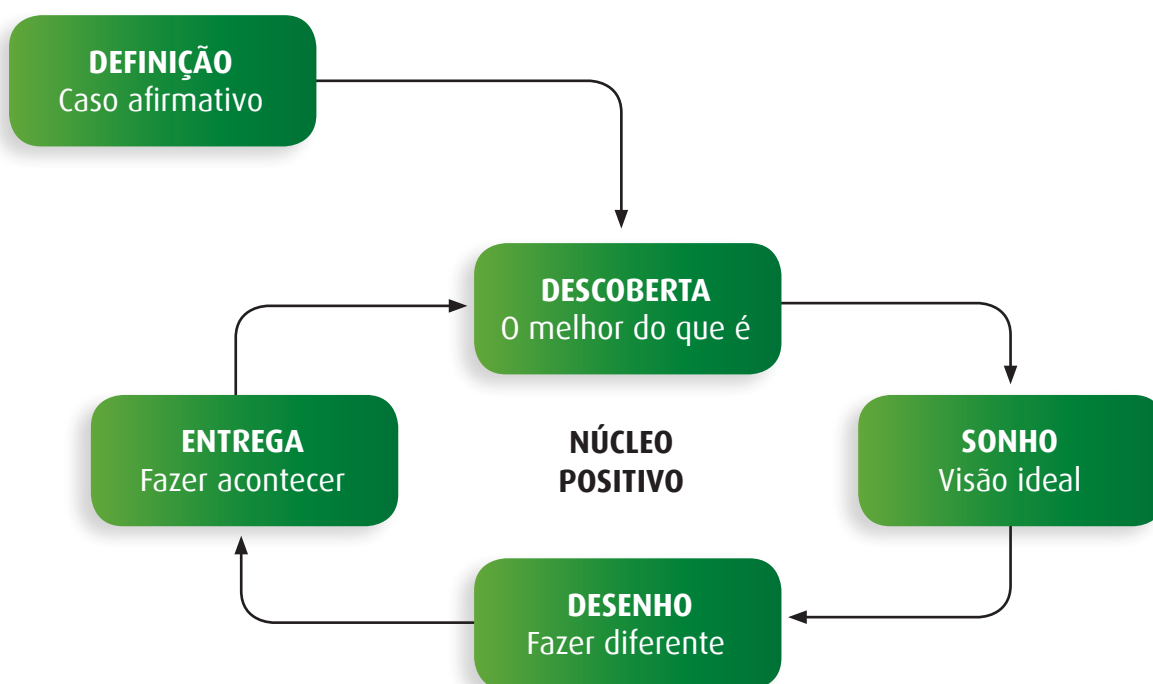 DEFINIÇÃO
Caso afirmativo
DESCOBERTA
O melhor do que é
ENTREGA
Fazer acontecer
NÚCLEO
POSITIVO
SONHO
Visão ideal
DESENHO
Fazer diferente